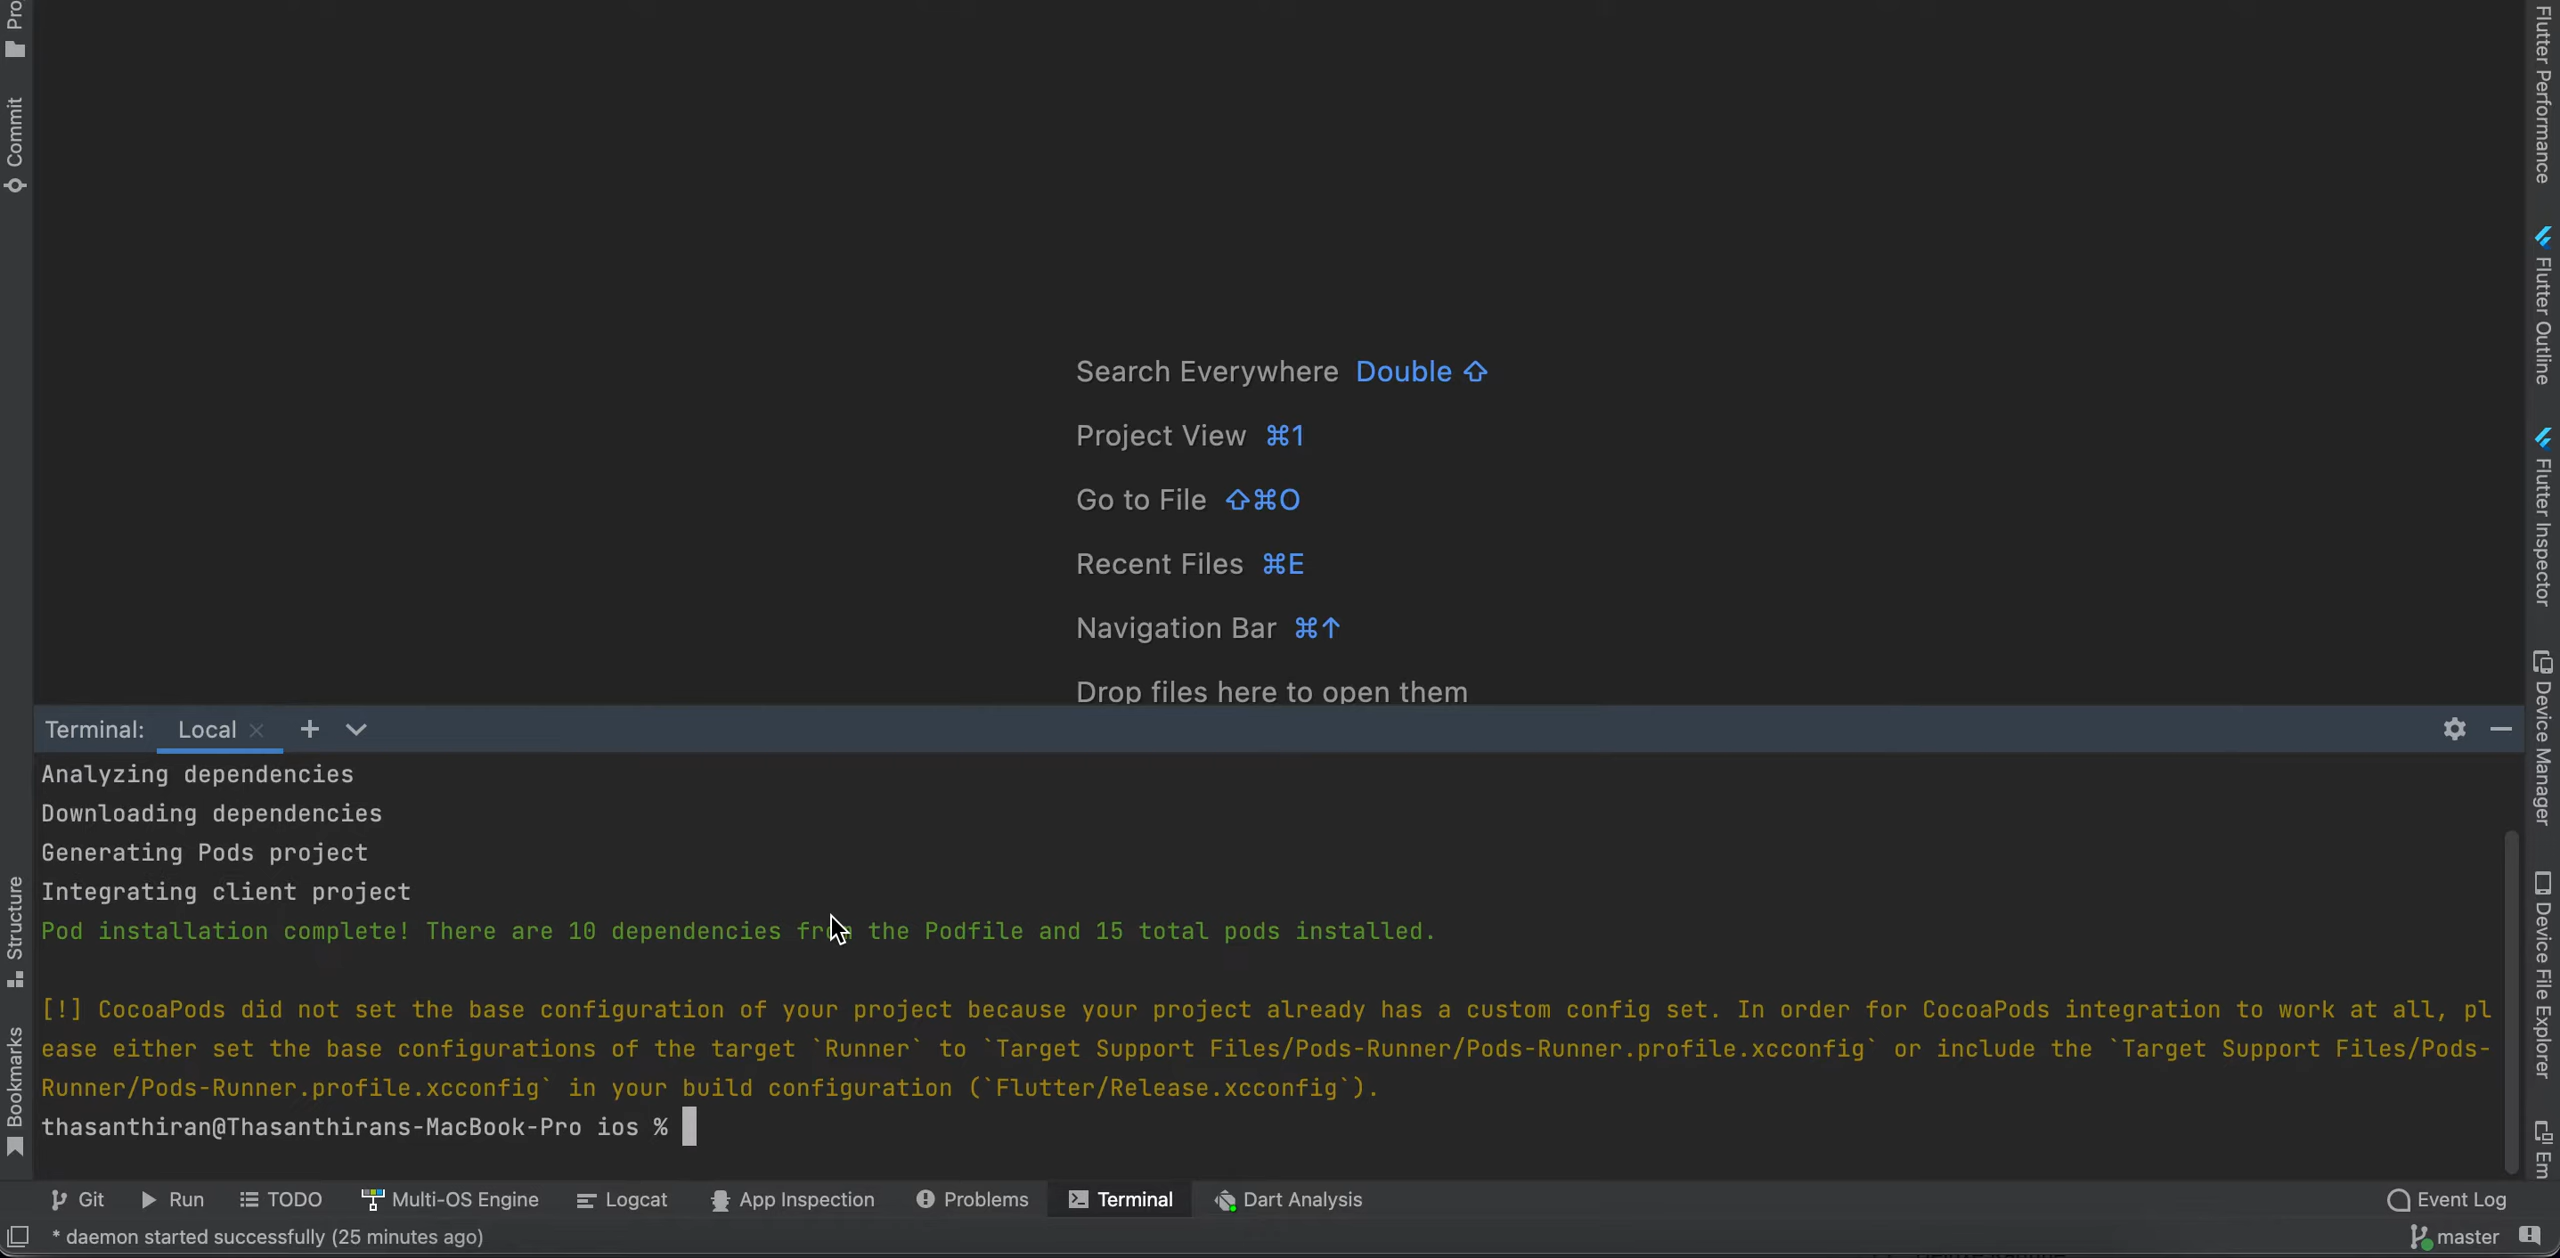 Pro
Commit
Structure
Bookmarks
Search Everywhere Double ⇧
Project View ⌘1
Go to File ⇧⌘O
Recent Files ⌘E
Navigation Bar ⌘↑
Drop files here to open them
Flutter Performance
Flutter Outline
Flutter Inspector
Device Manager
Device File Explorer
Em
Terminal: Local × +
Analyzing dependencies
Downloading dependencies
Generating Pods project
Integrating client project
Pod installation complete! There are 10 dependencies from the Podfile and 15 total pods installed.
[!] CocoaPods did not set the base configuration of your project because your project already has a custom config set. In order for CocoaPods integration to work at all, pl
ease either set the base configurations of the target `Runner` to `Target Support Files/Pods-Runner/Pods-Runner.profile.xcconfig` or include the `Target Support Files/Pods-
Runner/Pods-Runner.profile.xcconfig` in your build configuration (`Flutter/Release.xcconfig`).
thasanthiran@Thasanthirans-MacBook-Pro ios %
Git Run TODO Multi-OS Engine Logcat App Inspection Problems Terminal Dart Analysis Event Log
* daemon started successfully (25 minutes ago) master